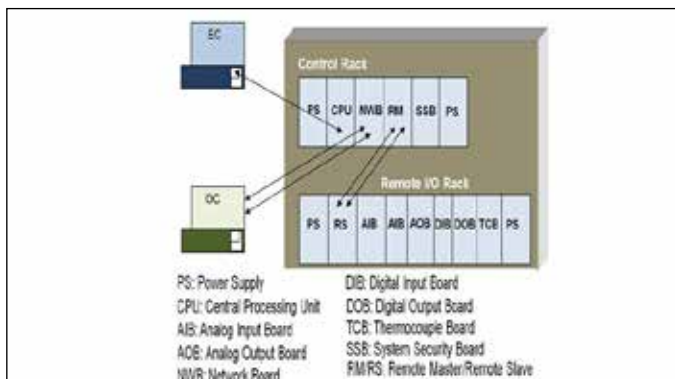 EC
Control Rack
PS CPU NWB RM SSB PS
Remote I/O Rack
OC
PS RS AIB AIB AOB DIB DOB TCB PS
PS: Power Supply
CPU: Central Processing Unit
AIB: Analog Input Board
AOB: Analog Output Board
NWB: Network Board
DIB: Digital Input Board
DOB: Digital Output Board
TCB: Thermocouple Board
SSB: System Security Board
RM/RS: Remote Master/Remote Slave